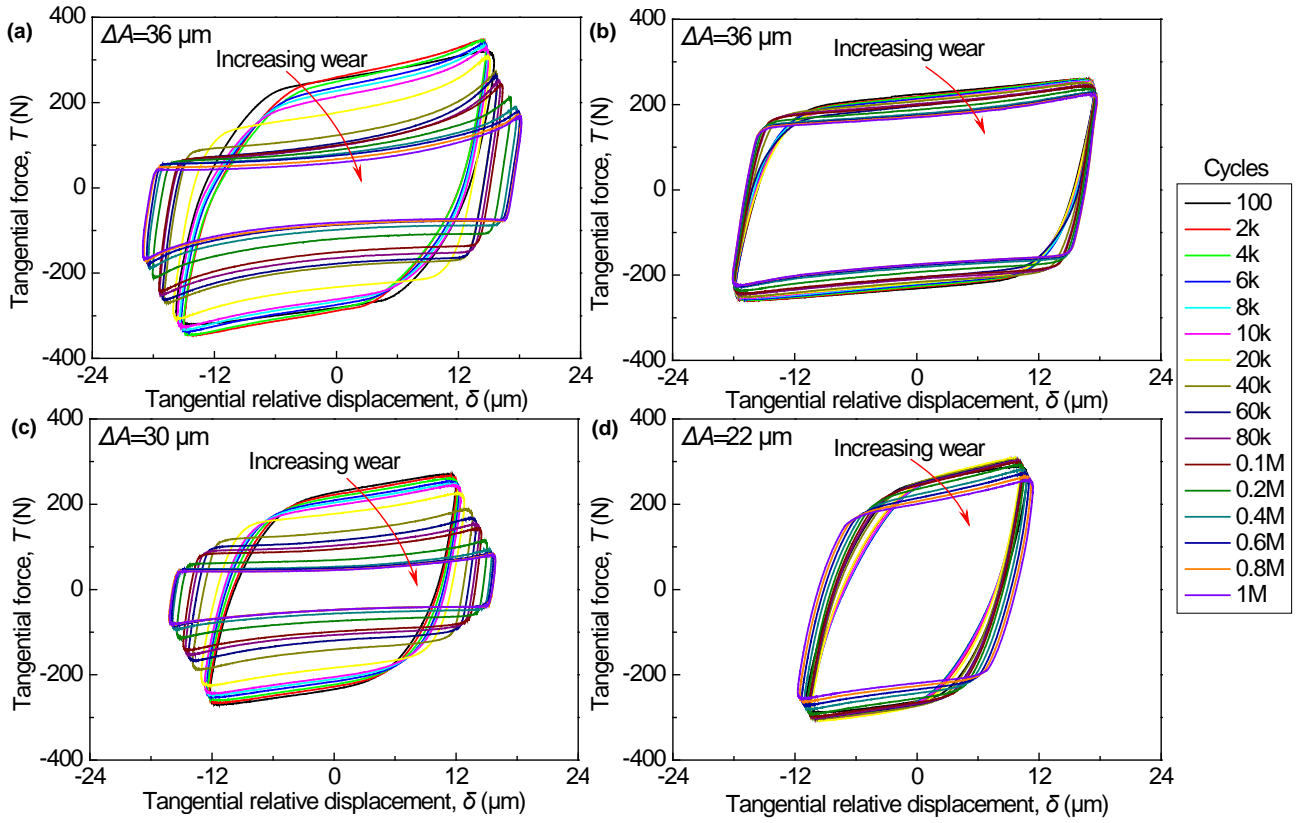 (a)
ΔA=36 µm
Increasing wear
Tangential force, T (N)
400
200
0
-200
-400
-24
-12
0
12
24
Tangential relative displacement, δ (µm)
(b)
ΔA=36 µm
Increasing wear
Tangential force, T (N)
400
200
0
-200
-400
-24
-12
0
12
24
Tangential relative displacement, δ (µm)
(c)
ΔA=30 µm
Increasing wear
Tangential force, T (N)
400
200
0
-200
-400
-24
-12
0
12
24
Tangential relative displacement, δ (µm)
(d)
ΔA=22 µm
Increasing wear
Tangential force, T (N)
400
200
0
-200
-400
-24
-12
0
12
24
Tangential relative displacement, δ (µm)
Cycles
100
2k
4k
6k
8k
10k
20k
40k
60k
80k
0.1M
0.2M
0.4M
0.6M
0.8M
1M